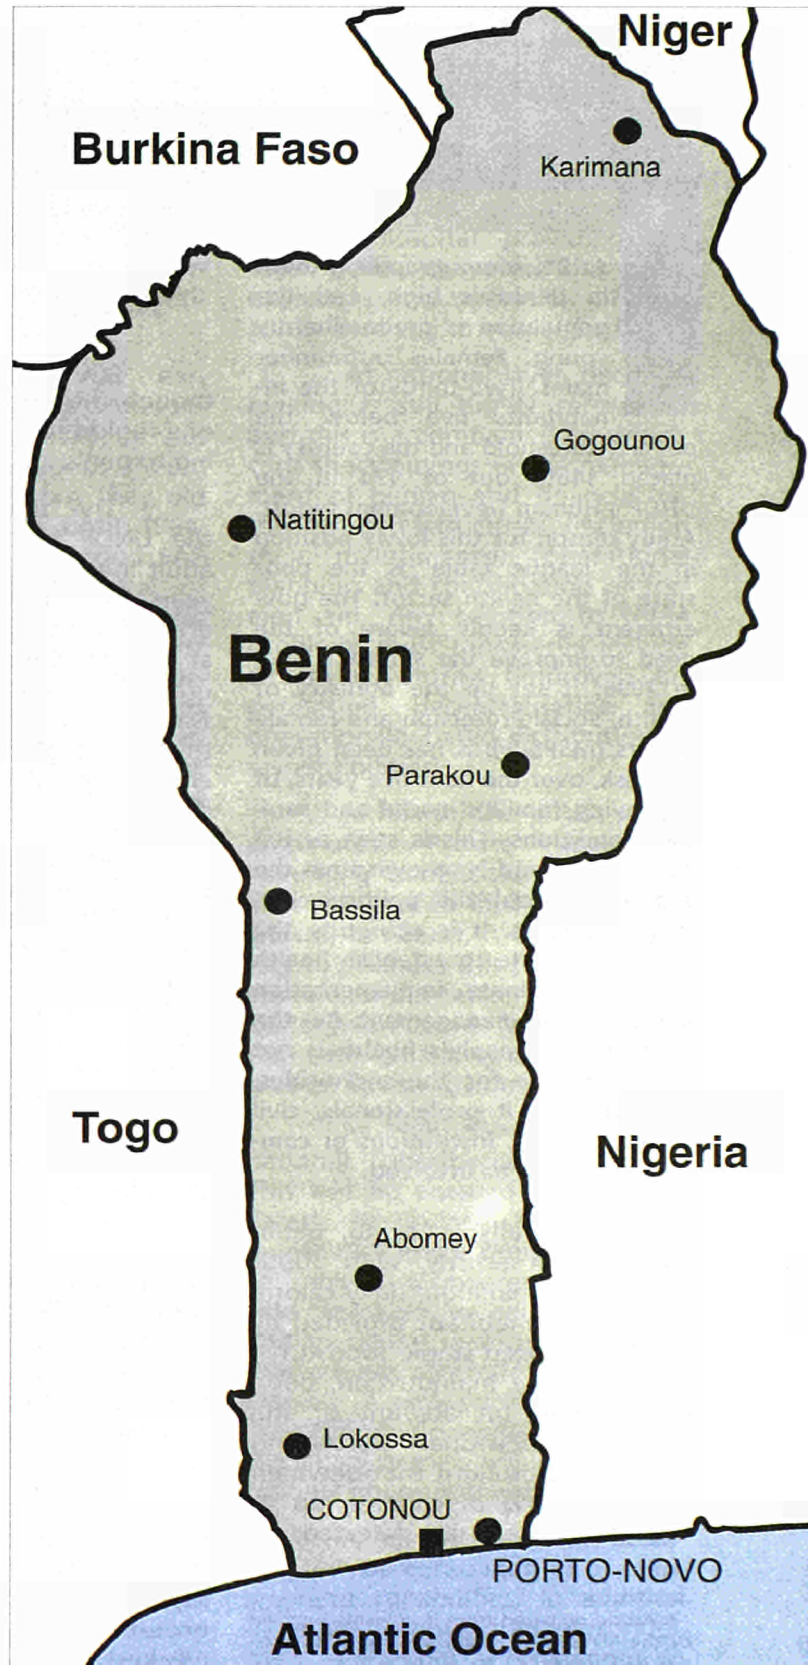 Niger
Burkina Faso
Karimana
Gogounou
Natitingou
Benin
Parakou
Bassila
Togo
Nigeria
Abomey
Lokossa
COTONOU
PORTO-NOVO
Atlantic Ocean